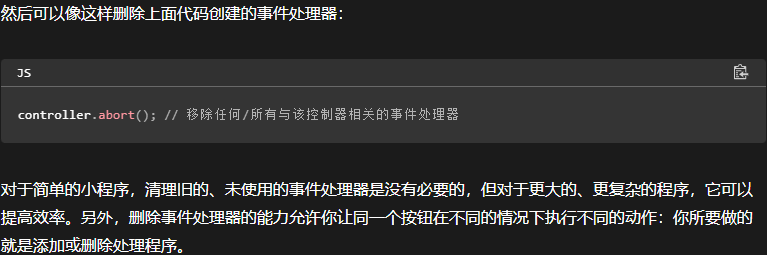 然后可以像这样删除上面代码创建的事件处理器：
JS
controller.abort(); // 移除任何/所有与该控制器相关的事件处理器
对于简单的小程序，清理旧的、未使用的事件处理器是没有必要的，但对于更大的、更复杂的程序，它可以
提高效率。另外，删除事件处理器的能力允许你让同一个按钮在不同的情况下执行不同的动作：你所要做的
就是添加或删除处理程序。